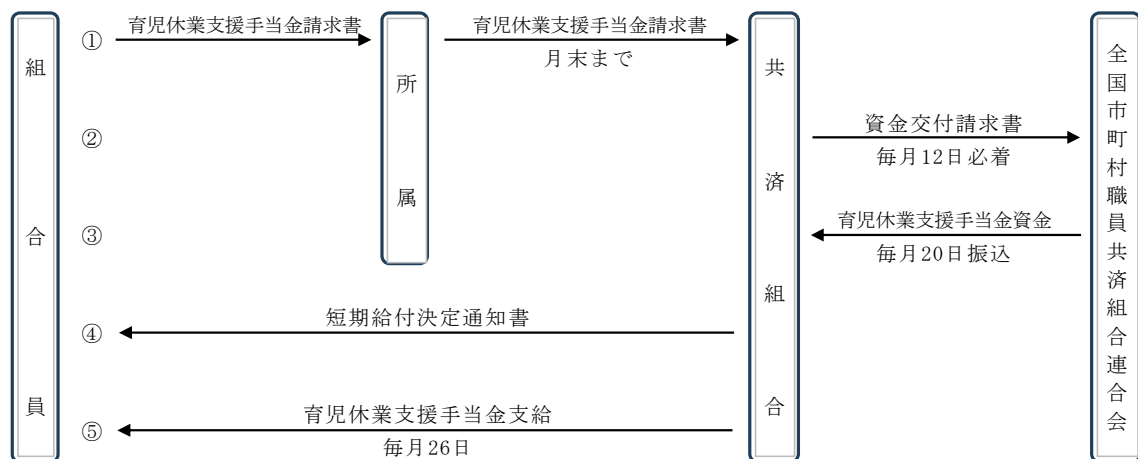 組合員
① 育児休業支援手当金請求書
所属
育児休業支援手当金請求書
月末まで
共済組合
全国市町村職員共済組合連合会
②
資金交付請求書
毎月12日必着
③
育児休業支援手当金資金
毎月20日振込
④
短期給付決定通知書
⑤
育児休業支援手当金支給
毎月26日